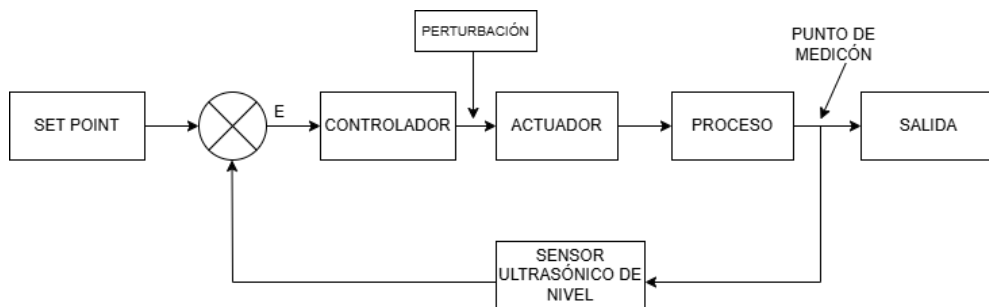 PERTURBACIÓN
PUNTO DE
MEDICÓN
SET POINT
E
CONTROLADOR
ACTUADOR
PROCESO
SALIDA
SENSOR
ULTRASÓNICO DE
NIVEL